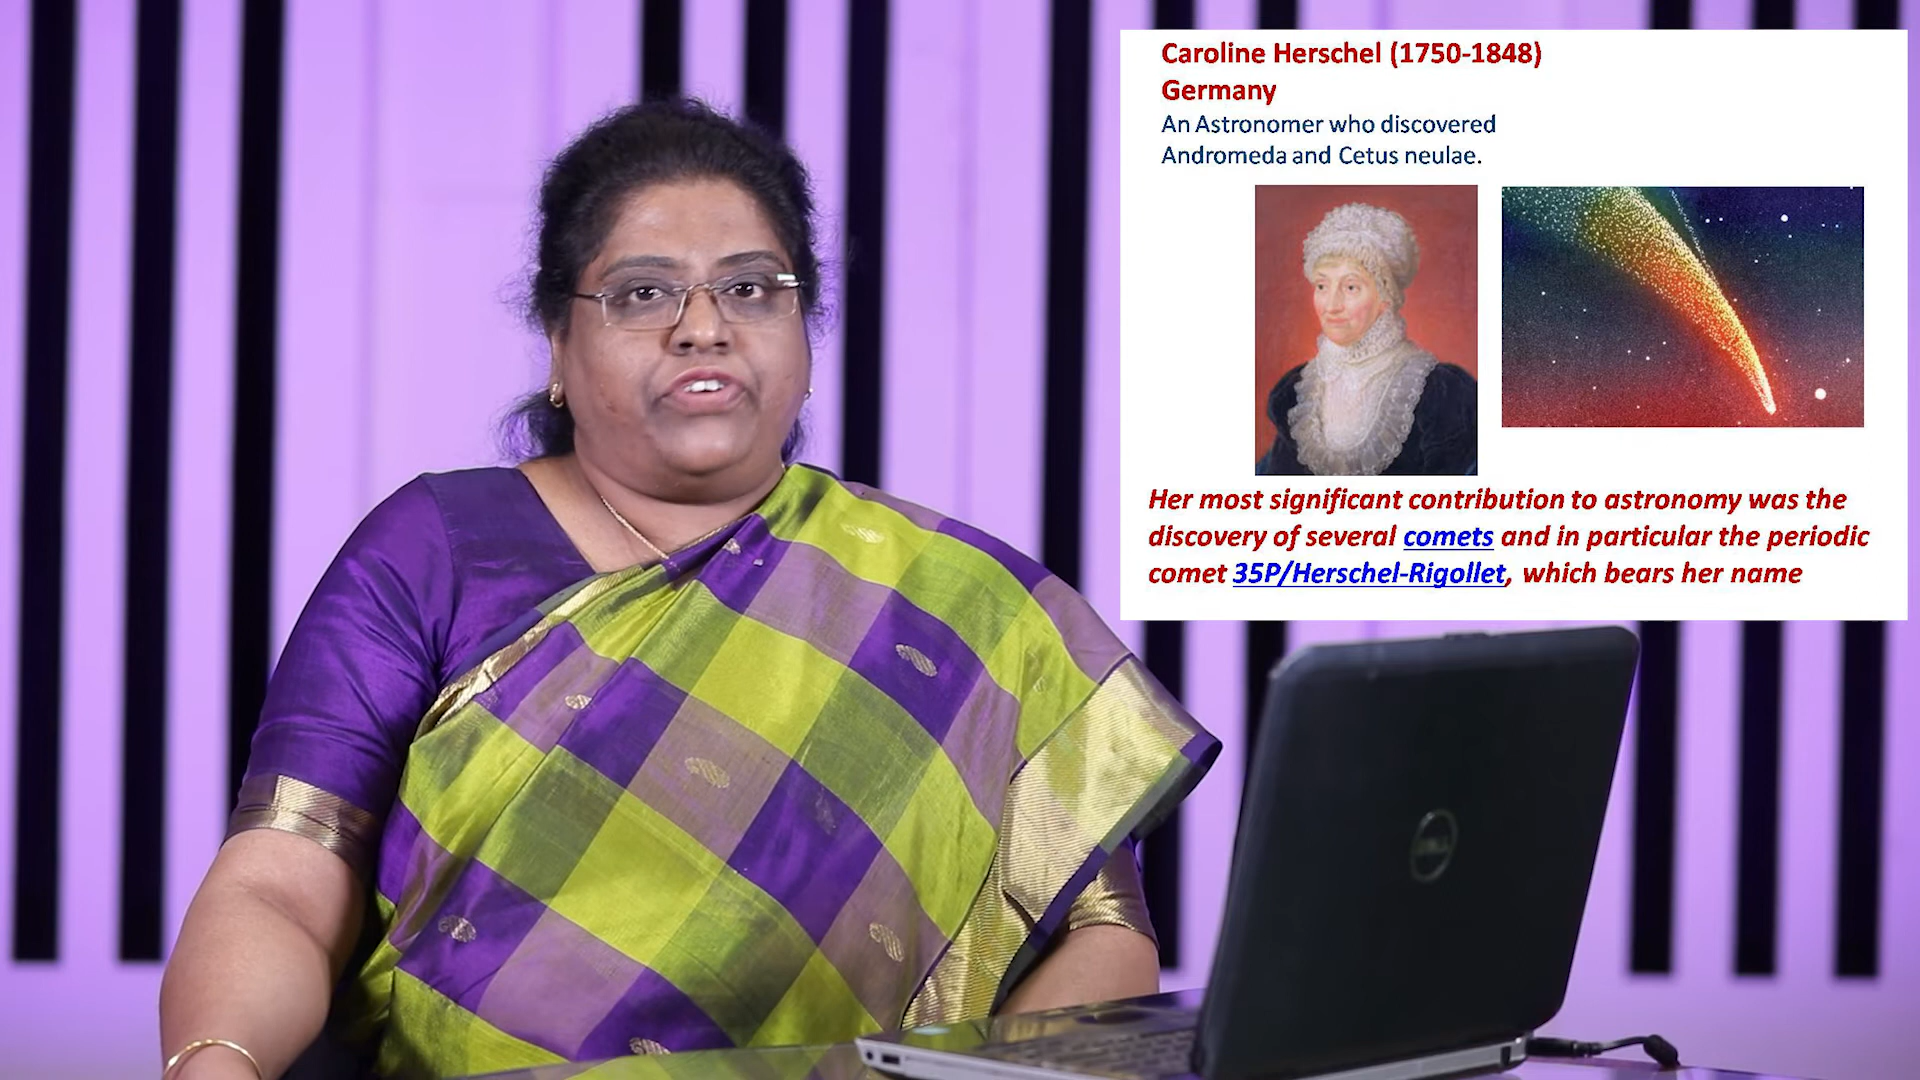 Caroline Herschel (1750-1848)
Germany
An Astronomer who discovered
Andromeda and Cetus neulae.
Her most significant contribution to astronomy was the
discovery of several comets and in particular the periodic
comet 35P/Herschel-Rigollet, which bears her name
DELL